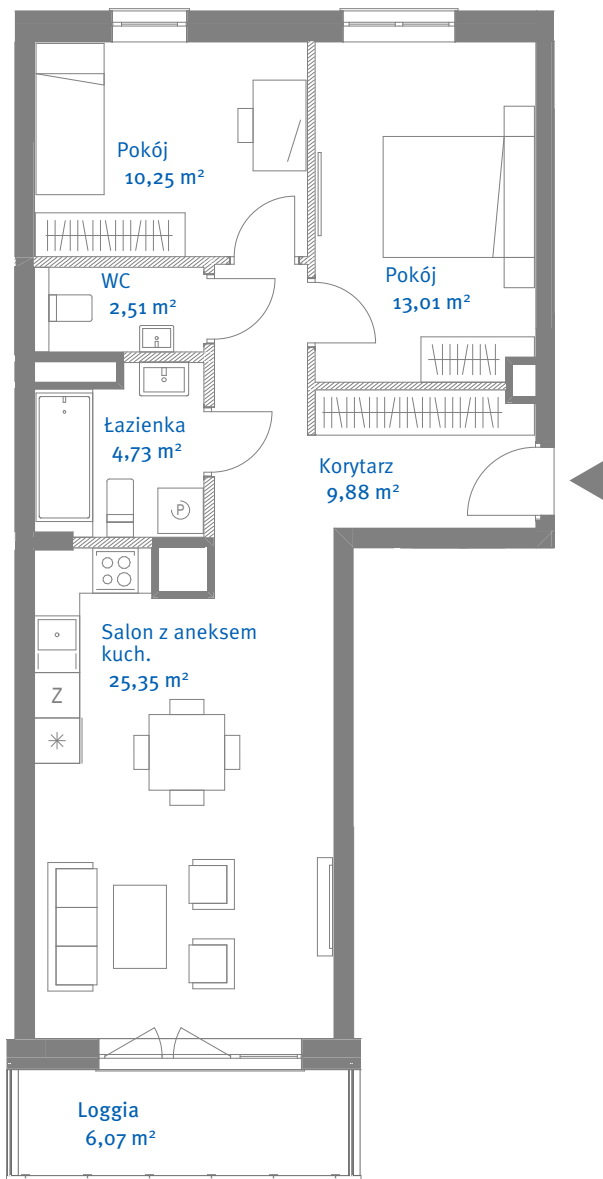 Pokój
10,25 m²
Pokój
13,01 m²
WC
2,51 m²
Łazienka
4,73 m²
P
Korytarz
9,88 m²
Salon z aneksem
kuch.
25,35 m²
Z
Loggia
6,07 m²